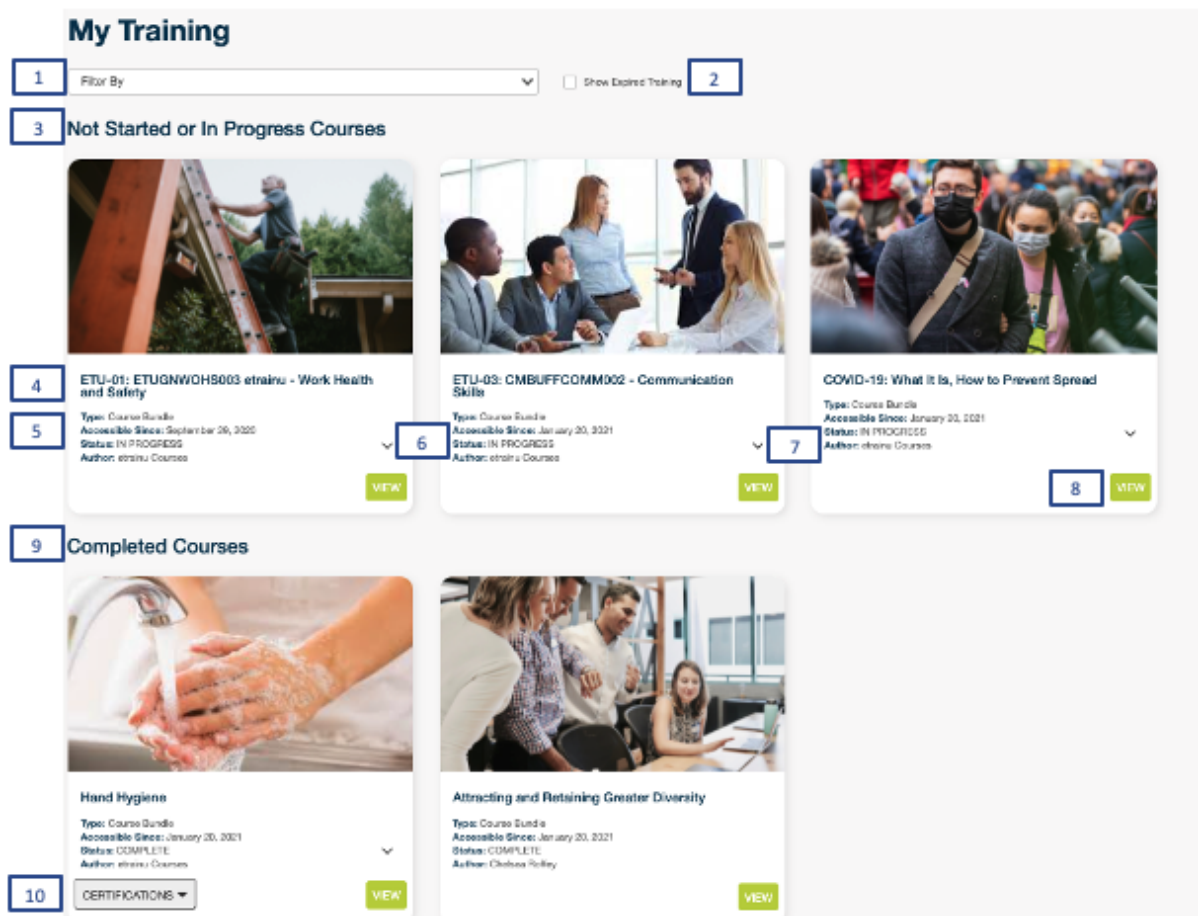 My Training
1 Filter By Show Expired Training 2
3 Not Started or In Progress Courses
4 ETU-01: ETUGNWOHS003 etrainu - Work Health and Safety
5 Type: Course Bundle
Accessible Since: September 29, 2020
Status: IN PROGRESS
Author: etrainu Courses
VIEW
6
ETU-03: CMBUFFCOMM002 - Communication Skills
Type: Course Bundle
Accessible Since: January 20, 2021
Status: IN PROGRESS
Author: etrainu Courses
VIEW
7
COVID-19: What It Is, How to Prevent Spread
Type: Course Bundle
Accessible Since: January 20, 2021
Status: IN PROGRESS
Author: etrainu Courses
8 VIEW
9 Completed Courses
Hand Hygiene
Type: Course Bundle
Accessible Since: January 20, 2021
Status: COMPLETE
Author: etrainu Courses
10 CERTIFICATIONS VIEW
Attracting and Retaining Greater Diversity
Type: Course Bundle
Accessible Since: January 20, 2021
Status: COMPLETE
Author: Chelsea Roffey
VIEW